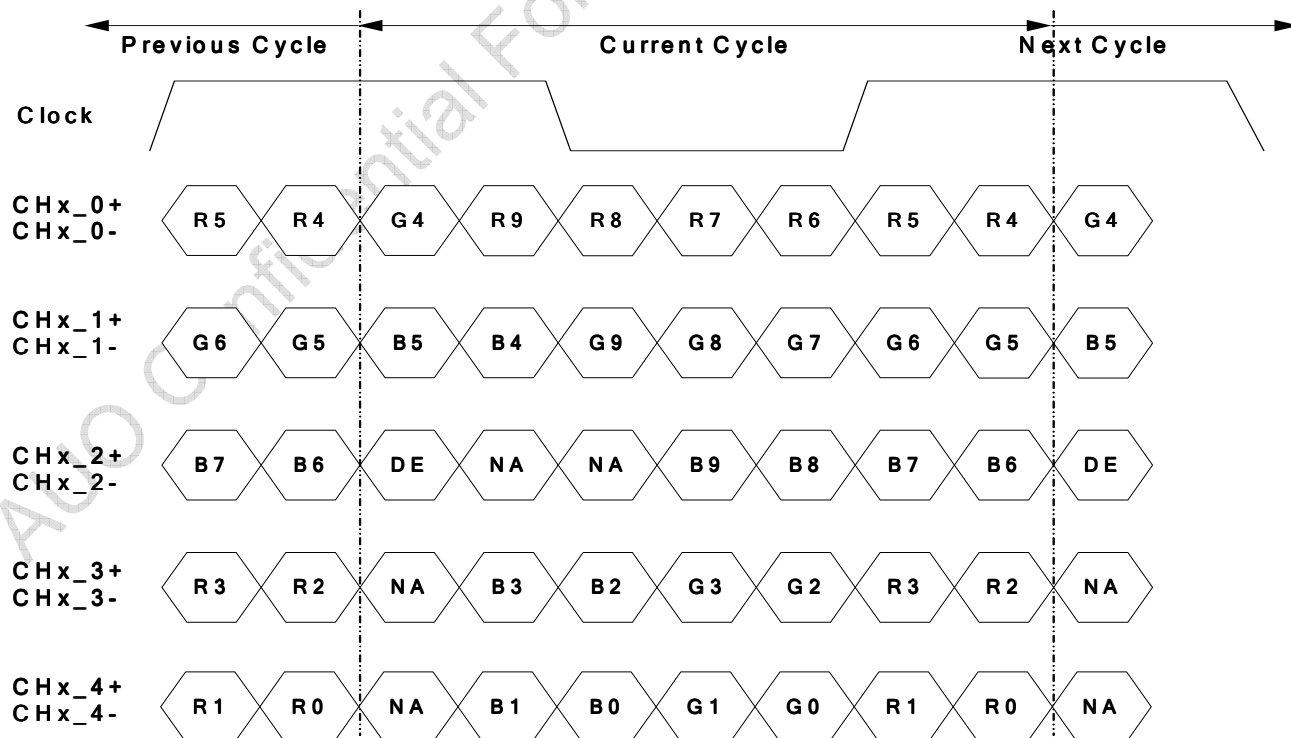 Previous Cycle Current Cycle Next Cycle
Clock
CHx_0+
CHx_0-
R5 R4 G4 R9 R8 R7 R6 R5 R4 G4
CHx_1+
CHx_1-
G6 G5 B5 B4 G9 G8 G7 G6 G5 B5
CHx_2+
CHx_2-
B7 B6 DE NA NA B9 B8 B7 B6 DE
CHx_3+
CHx_3-
R3 R2 NA B3 B2 G3 G2 R3 R2 NA
CHx_4+
CHx_4-
R1 R0 NA B1 B0 G1 G0 R1 R0 NA
AUO Confidential For